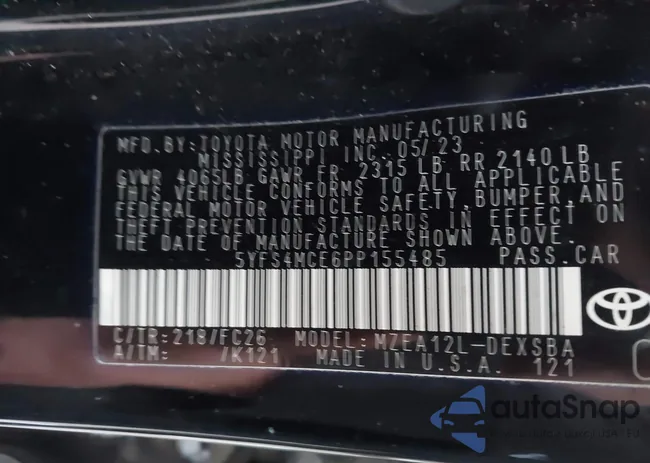 MFD.BY:TOYOTA MOTOR MANUFACTURING
MISSISSIPPI INC.05/23
GVWR 4065LB GAWR FR 2315 LB RR 2140LB
THIS VEHICLE CONFORMS TO ALL APPLICABLE
FEDERAL MOTOR VEHICLE SAFETY,BUMPER,AND
THEFT PREVENTION STANDARDS IN EFFECT ON
THE DATE OF MANUFACTURE SHOWN ABOVE.
5YFS4MCE6PP155485 PASS.CAR
C/TR:218/FC26 MODEL:MZEA12L-DEXSBA
A/TM: /K121 MADE IN U.S.A. 121
autaSnap